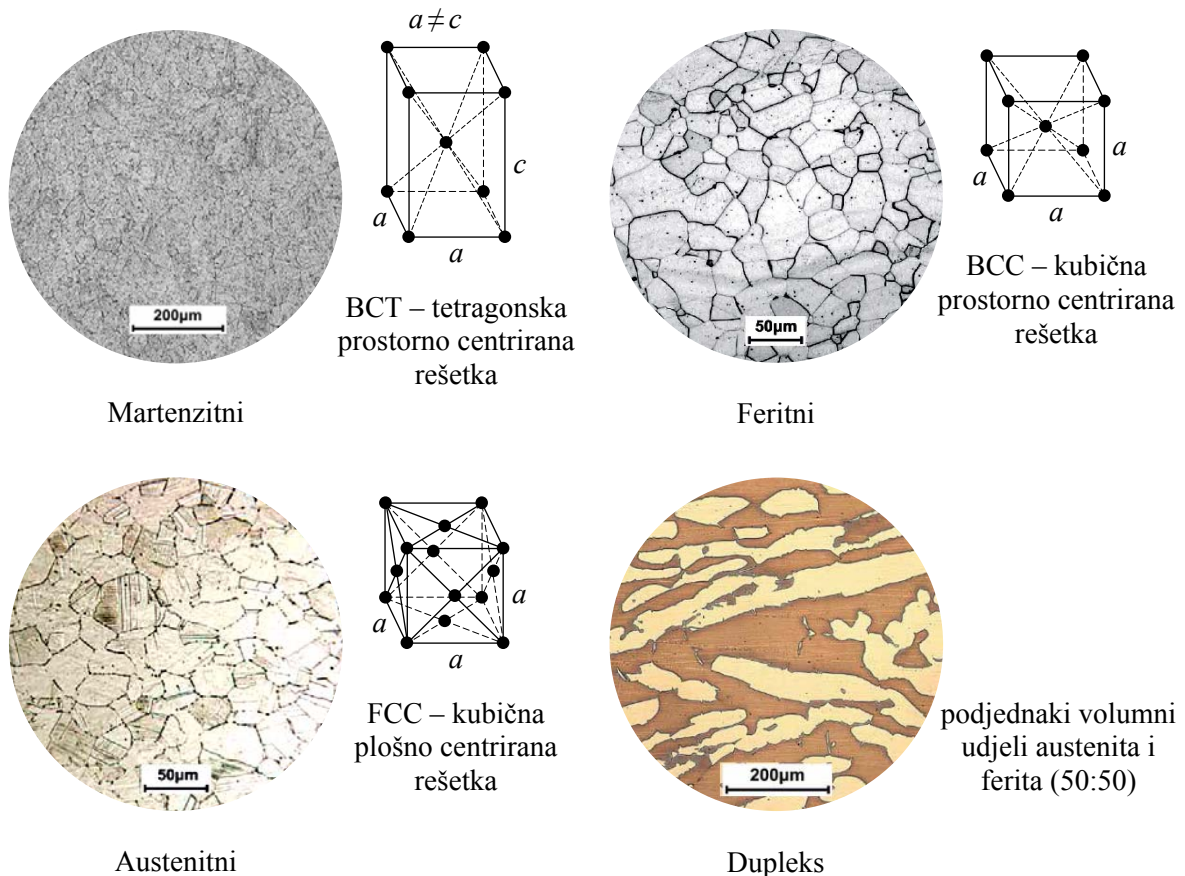 a ≠ c
c
a
a
200µm
BCT – tetragonska
prostorno centrirana
rešetka
Martenzitni
50µm
a
a
a
BCC – kubična
prostorno centrirana
rešetka
Feritni
50µm
a
a
a
FCC – kubična
plošno centrirana
rešetka
Austenitni
200µm
podjednaki volumni
udjeli austenita i
ferita (50:50)
Dupleks